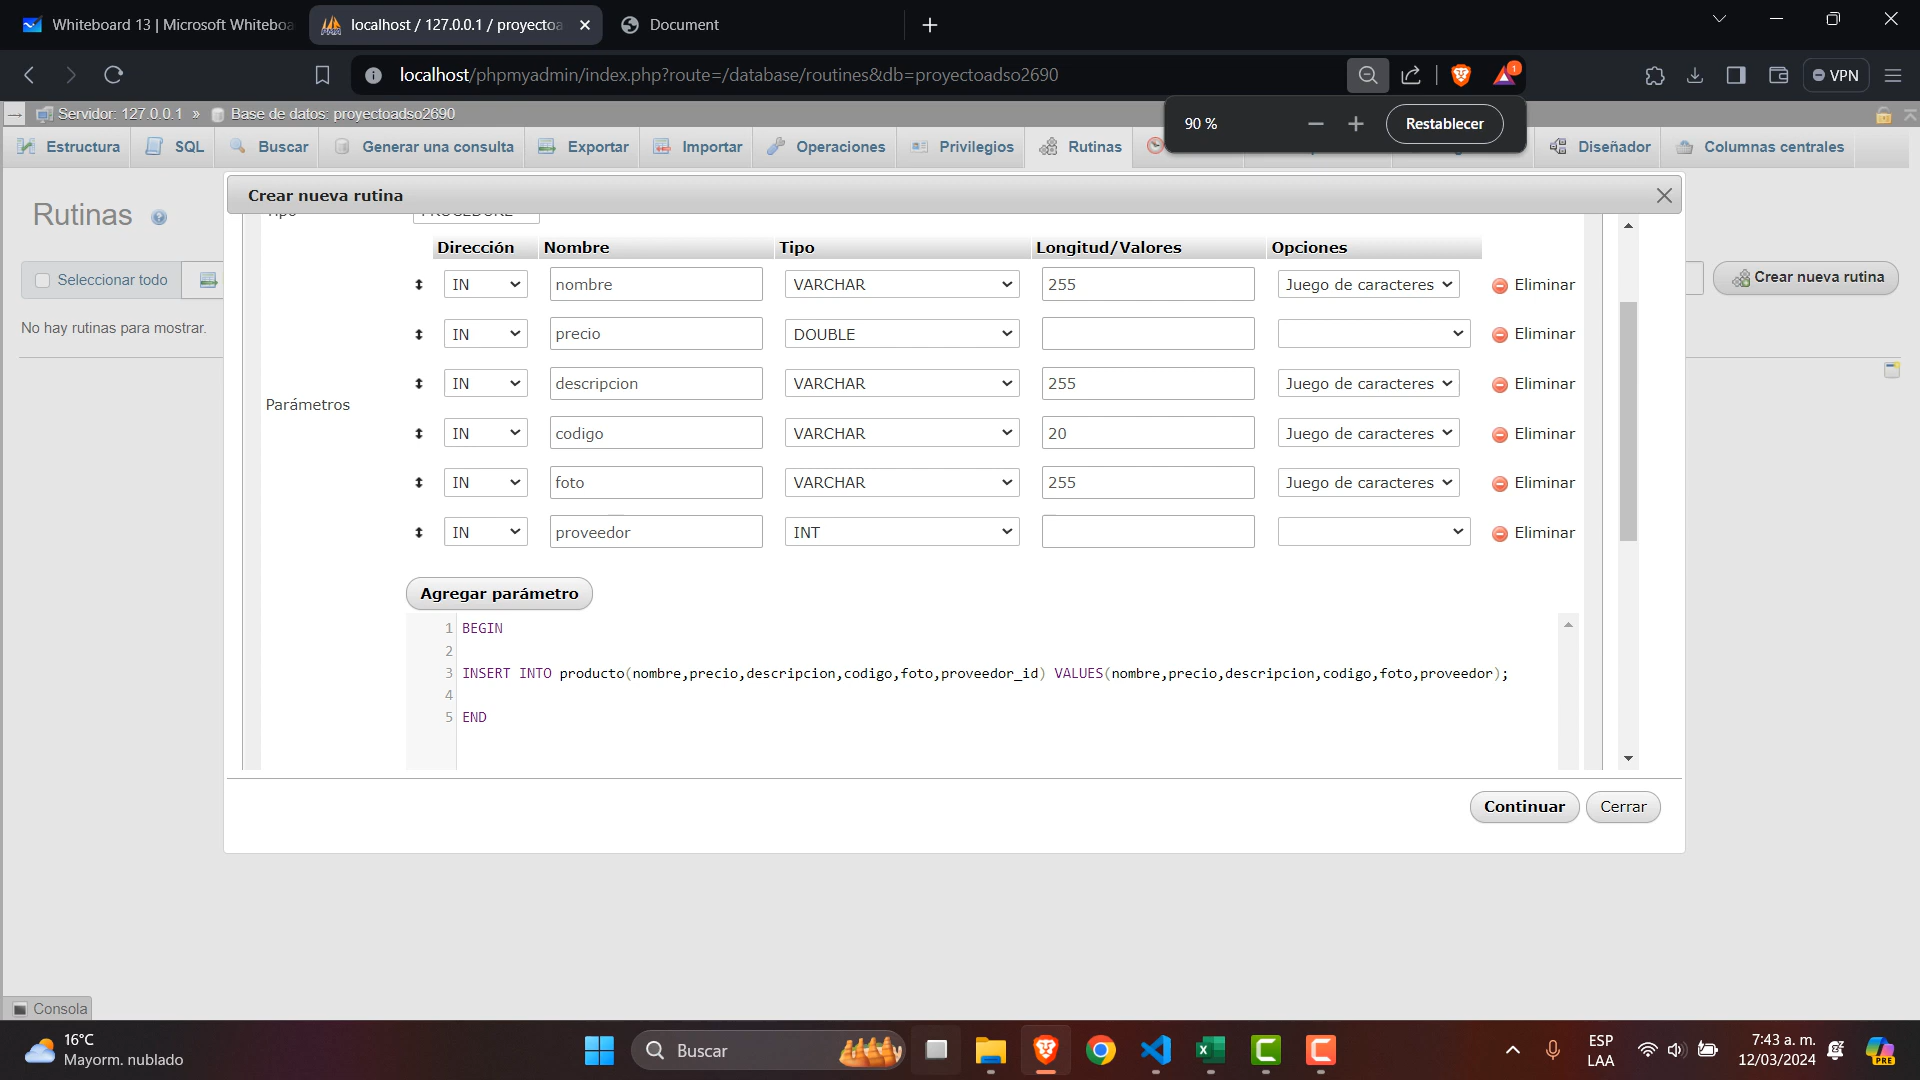 Whiteboard 13 | Microsoft Whiteboa
localhost / 127.0.0.1 / proyectoa
Document
localhost/phpmyadmin/index.php?route=/database/routines&db=proyectoadso2690
1
VPN
Servidor: 127.0.0.1 » Base de datos: proyectoadso2690
90 %
Restablecer
Estructura
SQL
Buscar
Generar una consulta
Exportar
Importar
Operaciones
Privilegios
Rutinas
Diseñador
Columnas centrales
Rutinas
Crear nueva rutina
Seleccionar todo
Crear nueva rutina
No hay rutinas para mostrar.
Tipo PROCEDURE
Dirección Nombre Tipo Longitud/Valores Opciones
IN nombre VARCHAR 255 Juego de caracteres Eliminar
IN precio DOUBLE Eliminar
IN descripcion VARCHAR 255 Juego de caracteres Eliminar
Parámetros
IN codigo VARCHAR 20 Juego de caracteres Eliminar
IN foto VARCHAR 255 Juego de caracteres Eliminar
IN proveedor INT Eliminar
Agregar parámetro
1 BEGIN
2
3 INSERT INTO producto(nombre,precio,descripcion,codigo,foto,proveedor_id) VALUES(nombre,precio,descripcion,codigo,foto,proveedor);
4
5 END
Continuar
Cerrar
Consola
16°C
Mayorm. nublado
Buscar
ESP
LAA
7:43 a. m.
12/03/2024
PRE